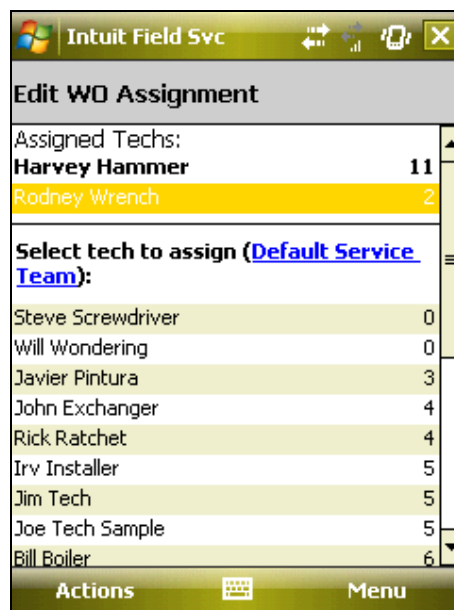 Intuit Field Svc
Edit WO Assignment
Assigned Techs:
Harvey Hammer 11
Rodney Wrench 2
Select tech to assign (Default Service
Team):
Steve Screwdriver 0
Will Wondering 0
Javier Pintura 3
John Exchanger 4
Rick Ratchet 4
Irv Installer 5
Jim Tech 5
Joe Tech Sample 5
Bill Boiler 6
Actions Menu